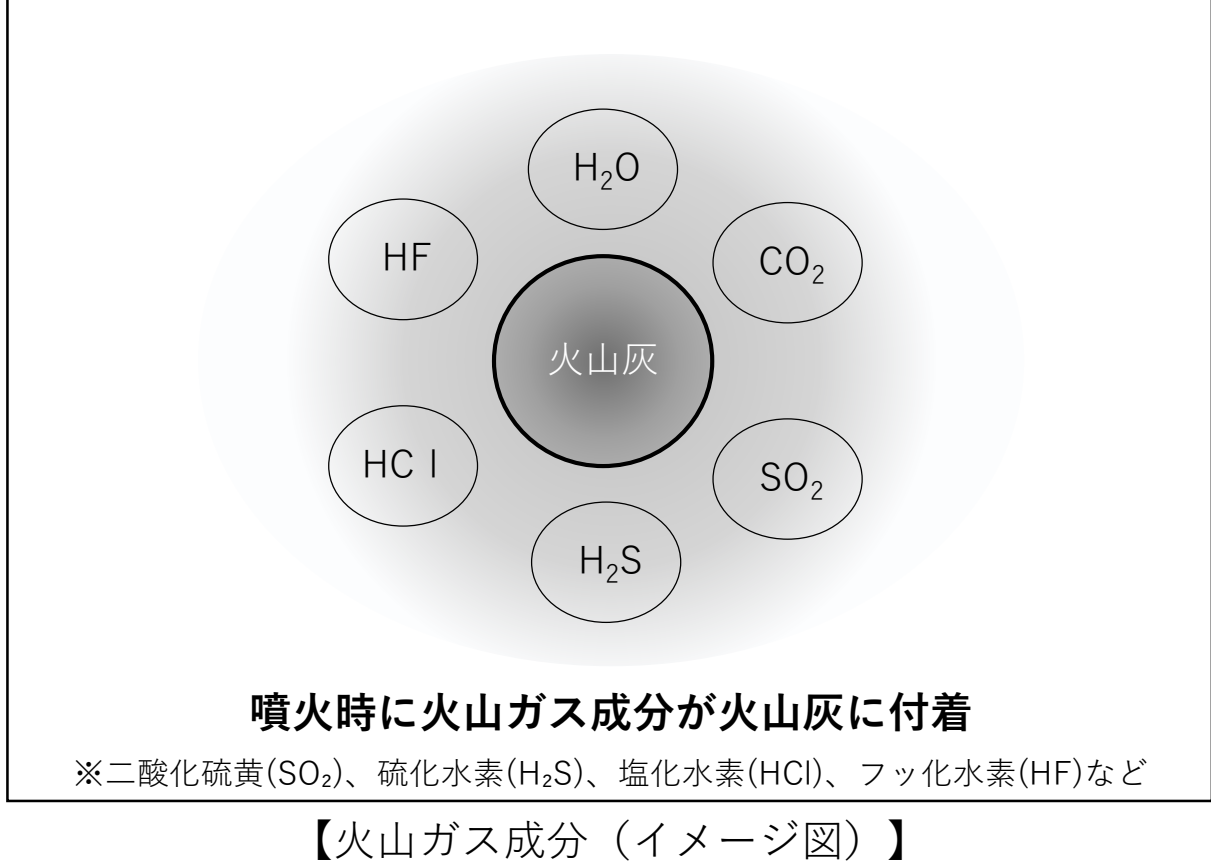 H₂O
HF
CO₂
火山灰
HCl
SO₂
H₂S
噴火時に火山ガス成分が火山灰に付着
※二酸化硫黄(SO₂)、硫化水素(H₂S)、塩化水素(HCl)、フッ化水素(HF)など
【火山ガス成分（イメージ図）】